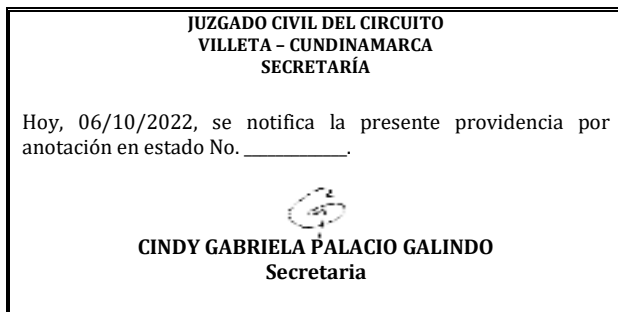 JUZGADO CIVIL DEL CIRCUITO
VILLETA – CUNDINAMARCA
SECRETARÍA
Hoy, 06/10/2022, se notifica la presente providencia por
anotación en estado No. ____________.
CINDY GABRIELA PALACIO GALINDO
Secretaria